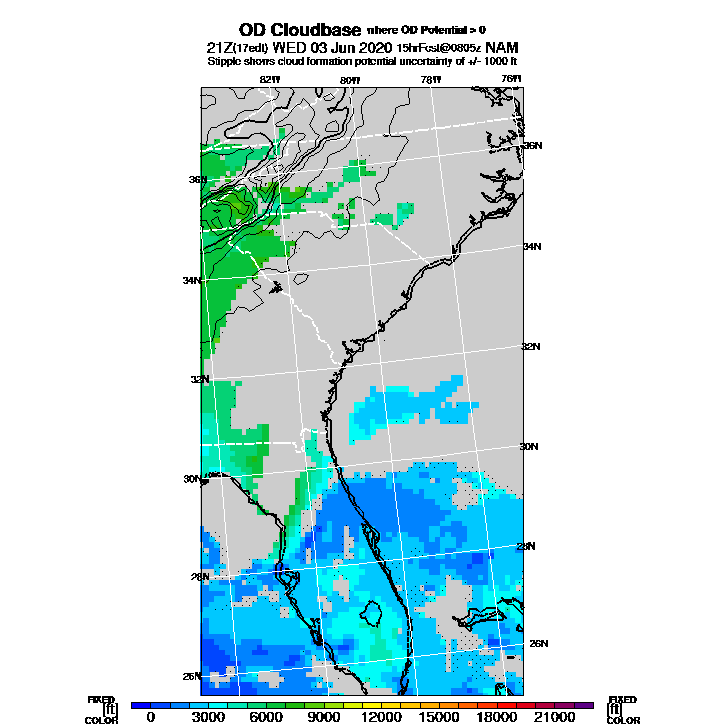 OD Cloudbase where OD Potential > 0
21Z(17edt) WED 03 Jun 2020 15hrFcst@0805z NAM
Stipple shows cloud formation potential uncertainty of +/- 1000 ft
82W 80W 78W 76W
36N
36N
34N
34N
32N
32N
30N
30N
28N
28N
26N
26N
FIXED [ft] COLOR 0 3000 6000 9000 12000 15000 18000 21000 FIXED [ft] COLOR